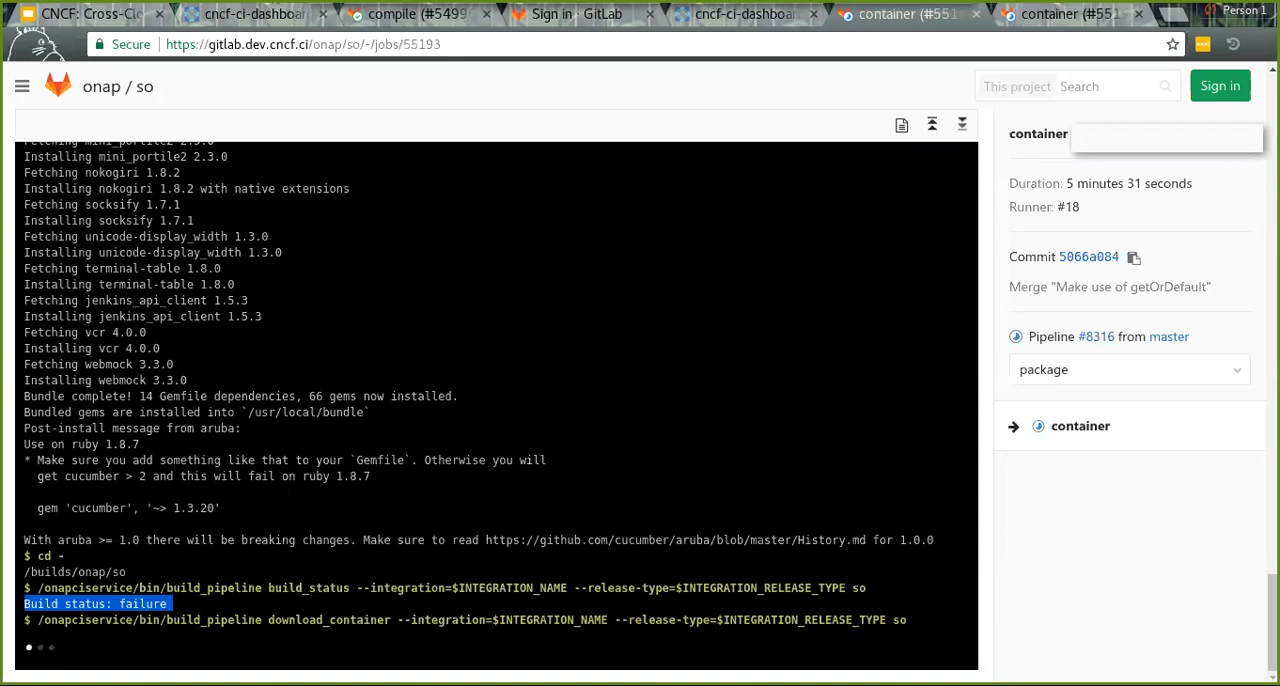 CNCF: Cross-Clo
cncf-ci-dashboar
compile (#5499
Sign in · GitLab
cncf-ci-dashboar
container (#551
container (#551
Person 1
Secure
https://gitlab.dev.cncf.ci/onap/so/-/jobs/55193
onap / so
This project
Search
Sign in
Fetching mini_portile2 2.3.0
Installing mini_portile2 2.3.0
Fetching nokogiri 1.8.2
Installing nokogiri 1.8.2 with native extensions
Fetching socksify 1.7.1
Installing socksify 1.7.1
Fetching unicode-display_width 1.3.0
Installing unicode-display_width 1.3.0
Fetching terminal-table 1.8.0
Installing terminal-table 1.8.0
Fetching jenkins_api_client 1.5.3
Installing jenkins_api_client 1.5.3
Fetching vcr 4.0.0
Installing vcr 4.0.0
Fetching webmock 3.3.0
Installing webmock 3.3.0
Bundle complete! 14 Gemfile dependencies, 66 gems now installed.
Bundled gems are installed into `/usr/local/bundle`
Post-install message from aruba:
Use on ruby 1.8.7
* Make sure you add something like that to your `Gemfile`. Otherwise you will
get cucumber > 2 and this will fail on ruby 1.8.7
gem 'cucumber', '~> 1.3.20'
With aruba >= 1.0 there will be breaking changes. Make sure to read https://github.com/cucumber/aruba/blob/master/History.md for 1.0.0
$ cd -
/builds/onap/so
$ /onapciservice/bin/build_pipeline build_status --integration=$INTEGRATION_NAME --release-type=$INTEGRATION_RELEASE_TYPE so
Build status: failure
$ /onapciservice/bin/build_pipeline download_container --integration=$INTEGRATION_NAME --release-type=$INTEGRATION_RELEASE_TYPE so
container
Duration: 5 minutes 31 seconds
Runner: #18
Commit 5066a084
Merge "Make use of getOrDefault"
Pipeline #8316 from master
package
container